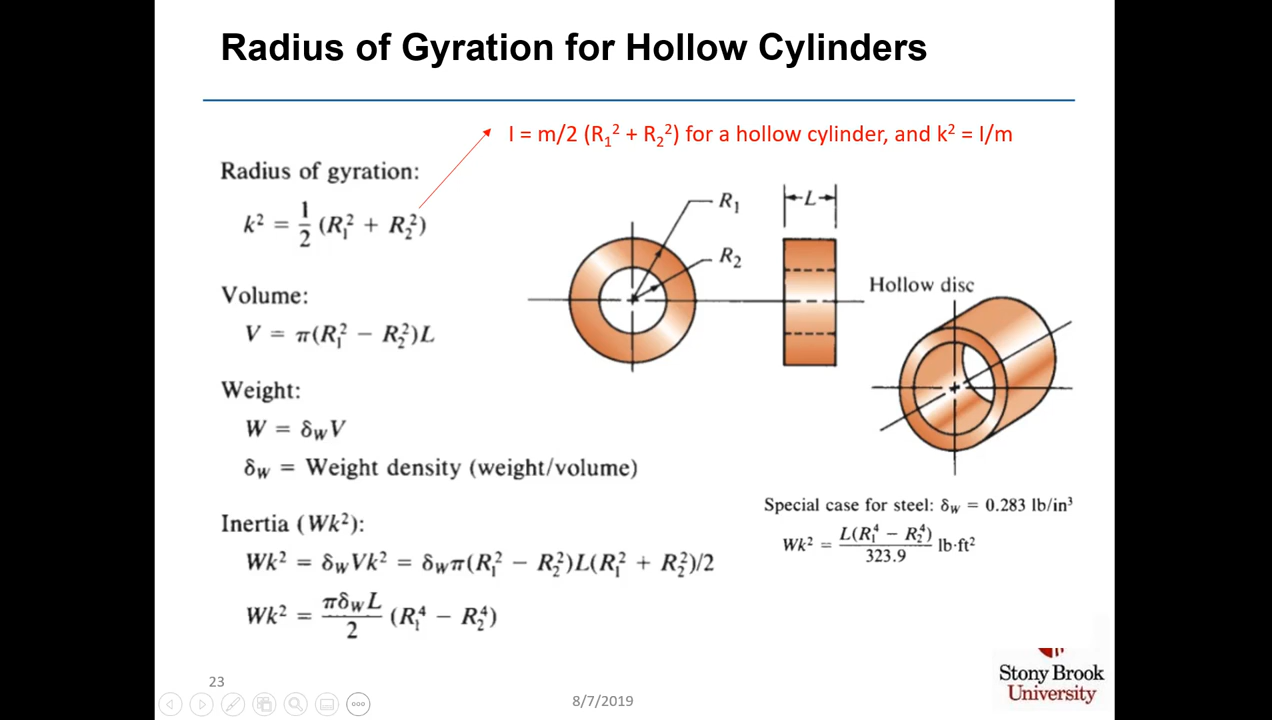 Radius of Gyration for Hollow Cylinders
I = m/2 (R₁² + R₂²) for a hollow cylinder, and k² = I/m
Radius of gyration:
k² = 1/2 (R₁² + R₂²)
R₁
L
R₂
Hollow disc
Volume:
V = π(R₁² − R₂²)L
Weight:
W = δ_W V
δ_W = Weight density (weight/volume)
Special case for steel: δ_W = 0.283 lb/in³
Wk² = L(R₁⁴ − R₂⁴)/323.9 lb·ft²
Inertia (Wk²):
Wk² = δ_W Vk² = δ_W π(R₁² − R₂²)L(R₁² + R₂²)/2
Wk² = πδ_W L/2 (R₁⁴ − R₂⁴)
23
8/7/2019
Stony Brook
University